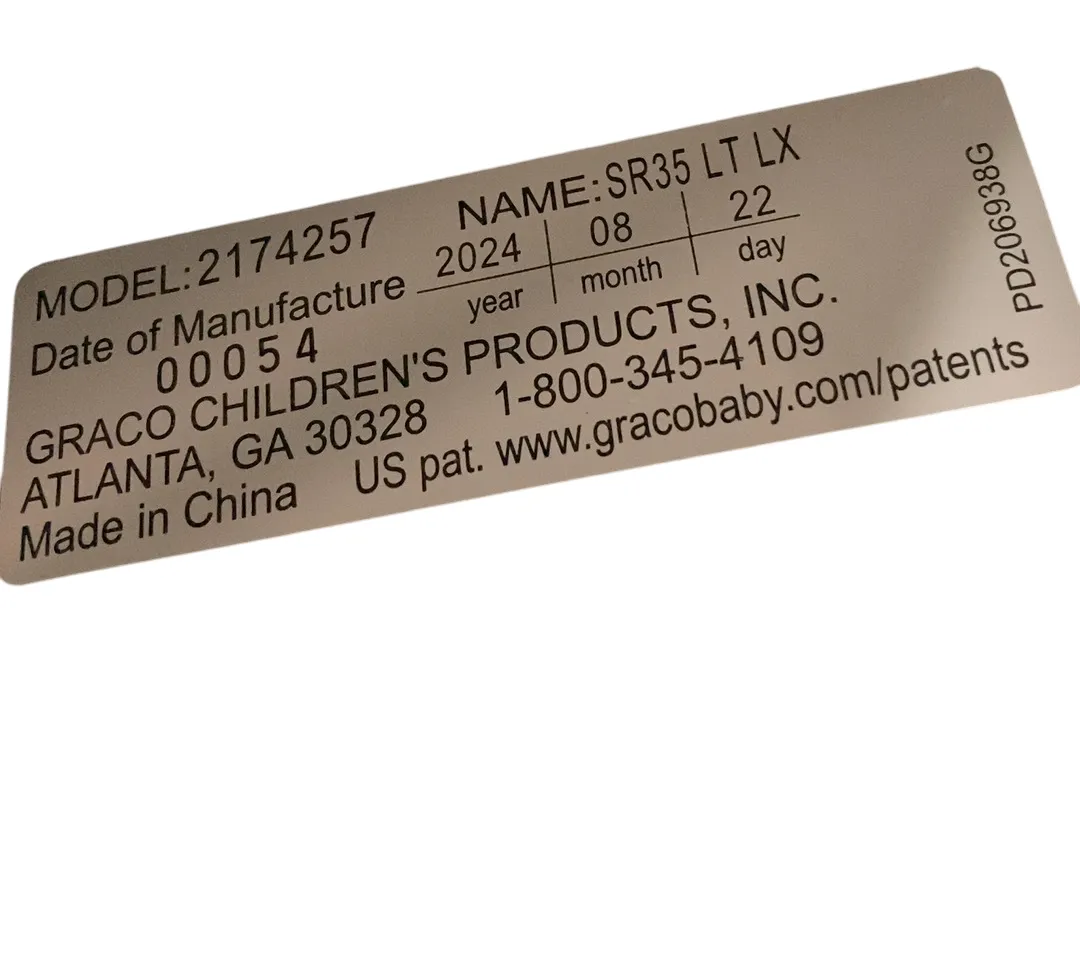 MODEL:2174257 NAME:SR35 LT LX
Date of Manufacture 2024 08 22
year month day
00054
GRACO CHILDREN'S PRODUCTS, INC.
ATLANTA, GA 30328 1-800-345-4109
Made in China US pat. www.gracobaby.com/patents
PD206938G